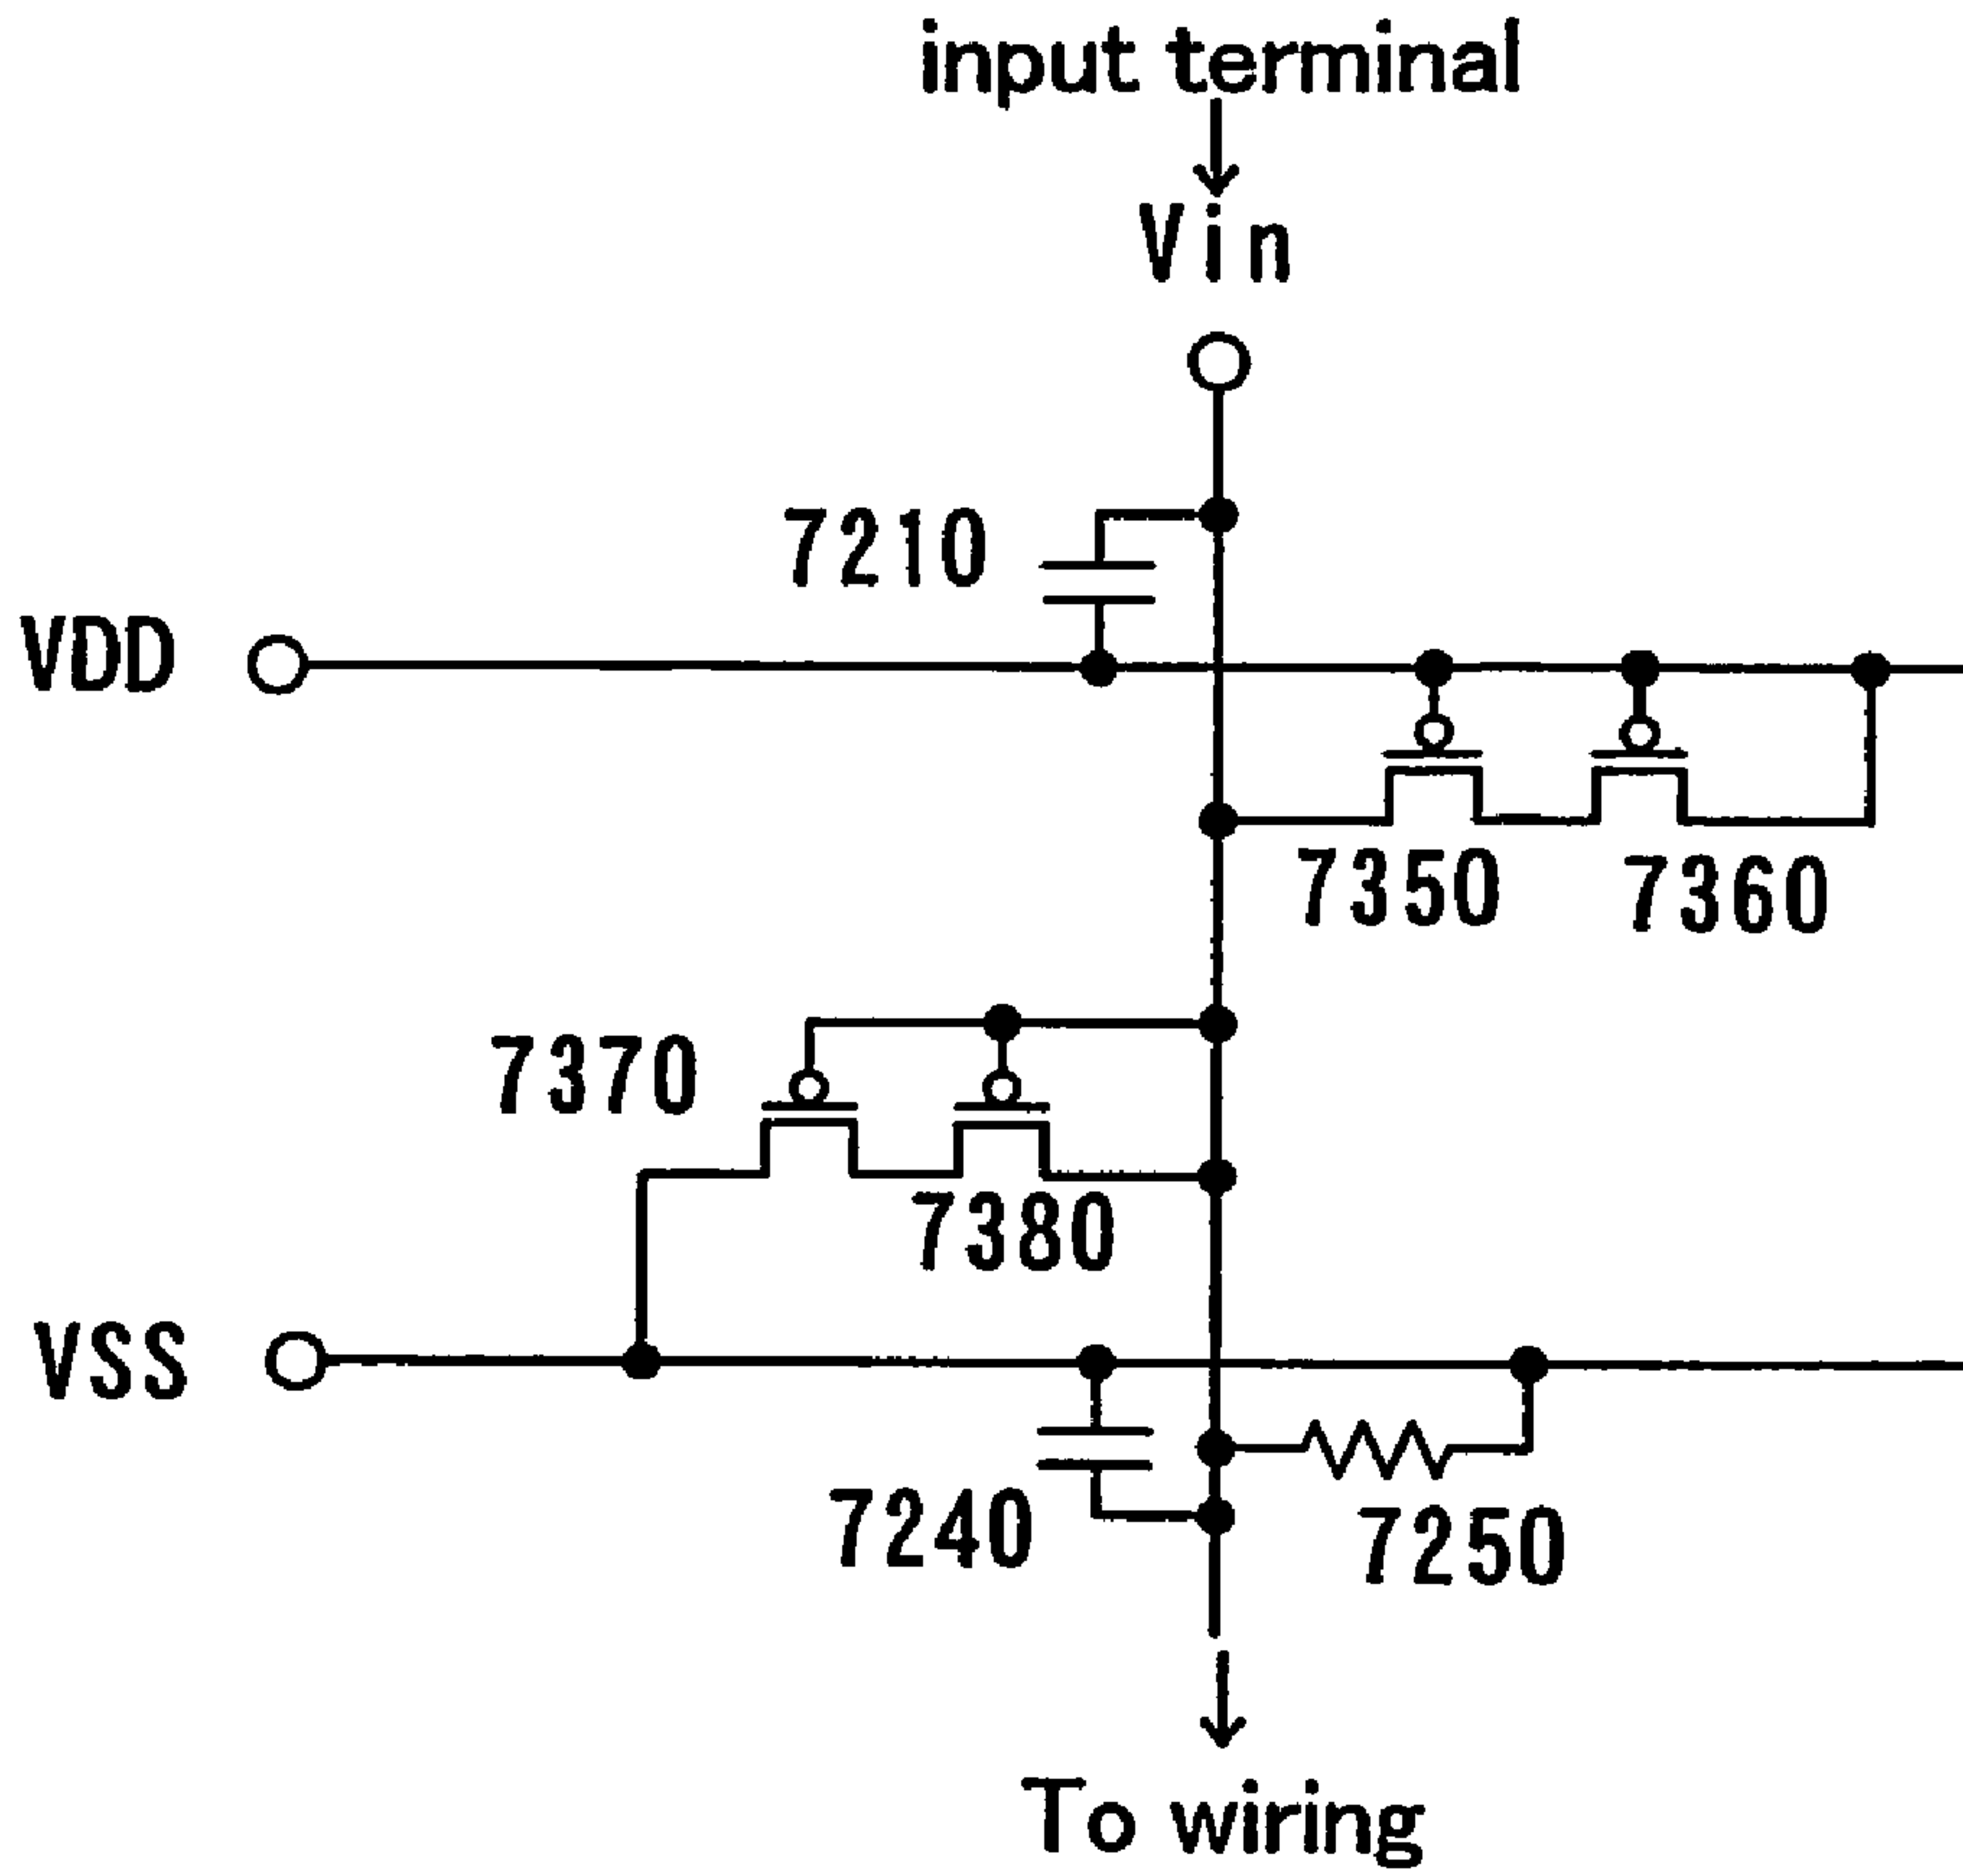 input terminal
Vin
7210
VDD
7350
7360
7370
7380
VSS
7240
7250
To wiring